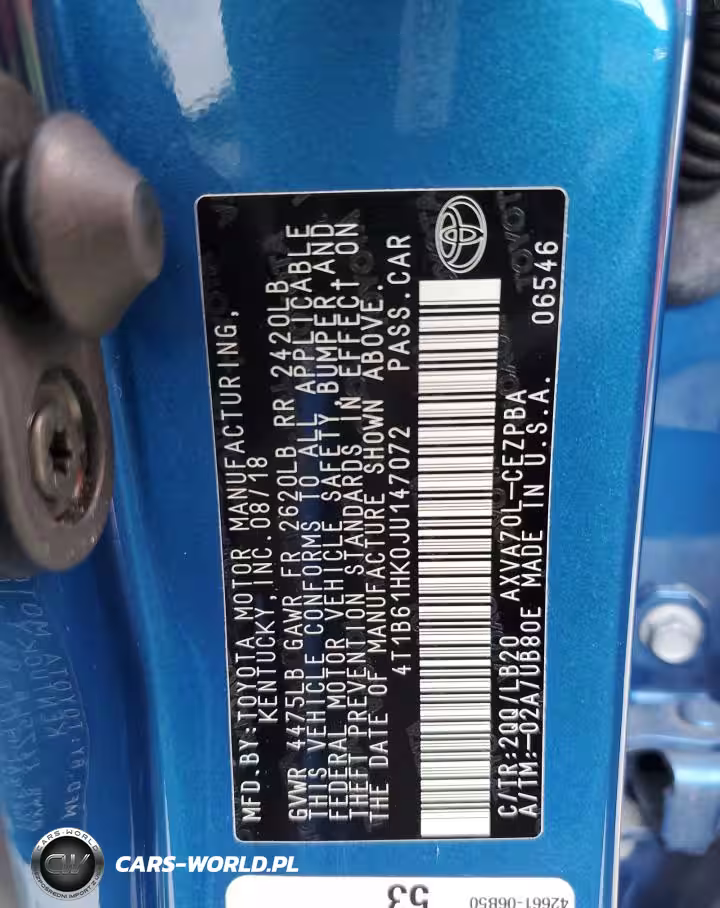 MFD.BY:TOYOTA MOTOR MANUFACTURING,
KENTUCKY, INC.08/18
GVWR 4475LB GAWR FR 2620LB RR 2420LB
THIS VEHICLE CONFORMS TO ALL APPLICABLE
FEDERAL MOTOR VEHICLE SAFETY, BUMPER AND
THEFT PREVENTION STANDARDS IN EFFECT ON
THE DATE OF MANUFACTURE SHOWN ABOVE.
4T1B61HK0JU147072 PASS.CAR
C/TR:2QQ/LB20 AXVA70L-CEZPBA
A/TM:-02A/UB80E MADE IN U.S.A. 06546
53
42661-06B50
CARS-WORLD.PL